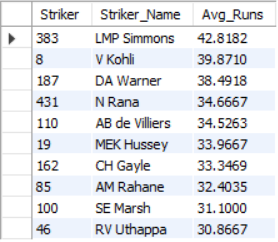 Striker Striker_Name Avg_Runs
383 LMP Simmons 42.8182
8 V Kohli 39.8710
187 DA Warner 38.4918
431 N Rana 34.6667
110 AB de Villiers 34.5263
19 MEK Hussey 33.9667
162 CH Gayle 33.3469
85 AM Rahane 32.4035
100 SE Marsh 31.1000
46 RV Uthappa 30.8667